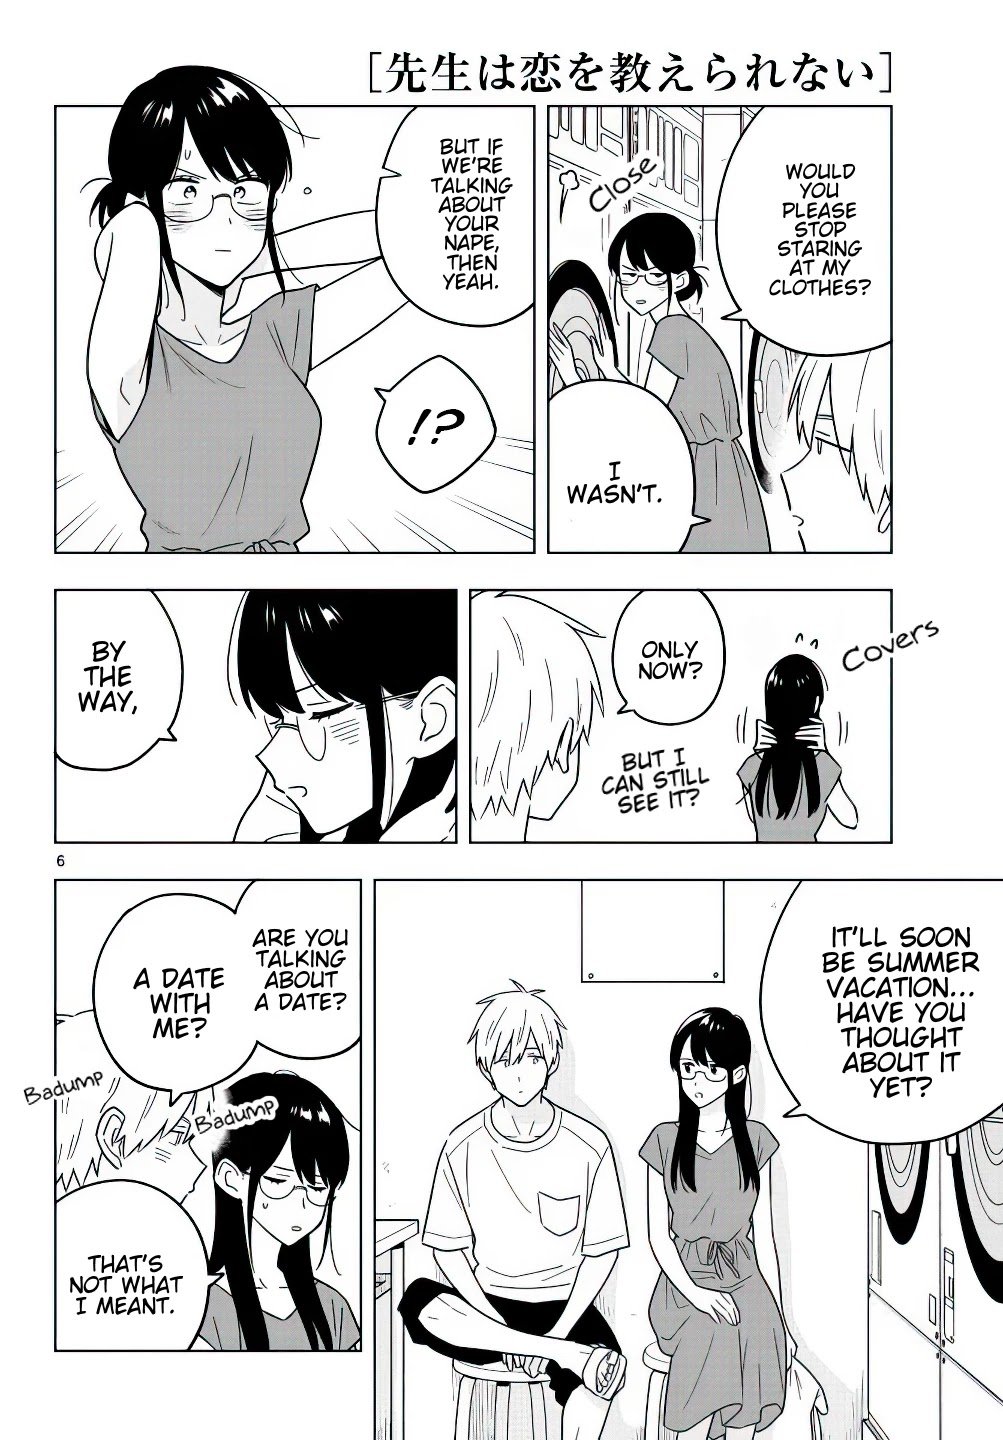 [先生は恋を教えられない]
WOULD
YOU
PLEASE
STOP
STARING
AT MY
CLOTHES?
Close
I
WASN'T.
BUT IF
WE'RE
TALKING
ABOUT
YOUR
NAPE,
THEN
YEAH.
!?
Covers
ONLY
NOW?
BUT I
CAN STILL
SEE IT?
BY
THE
WAY,
6
IT'LL SOON
BE SUMMER
VACATION...
HAVE YOU
THOUGHT
ABOUT IT
YET?
ARE YOU
TALKING
ABOUT
A DATE?
A DATE
WITH
ME?
Badump
Badump
THAT'S
NOT WHAT
I MEANT.